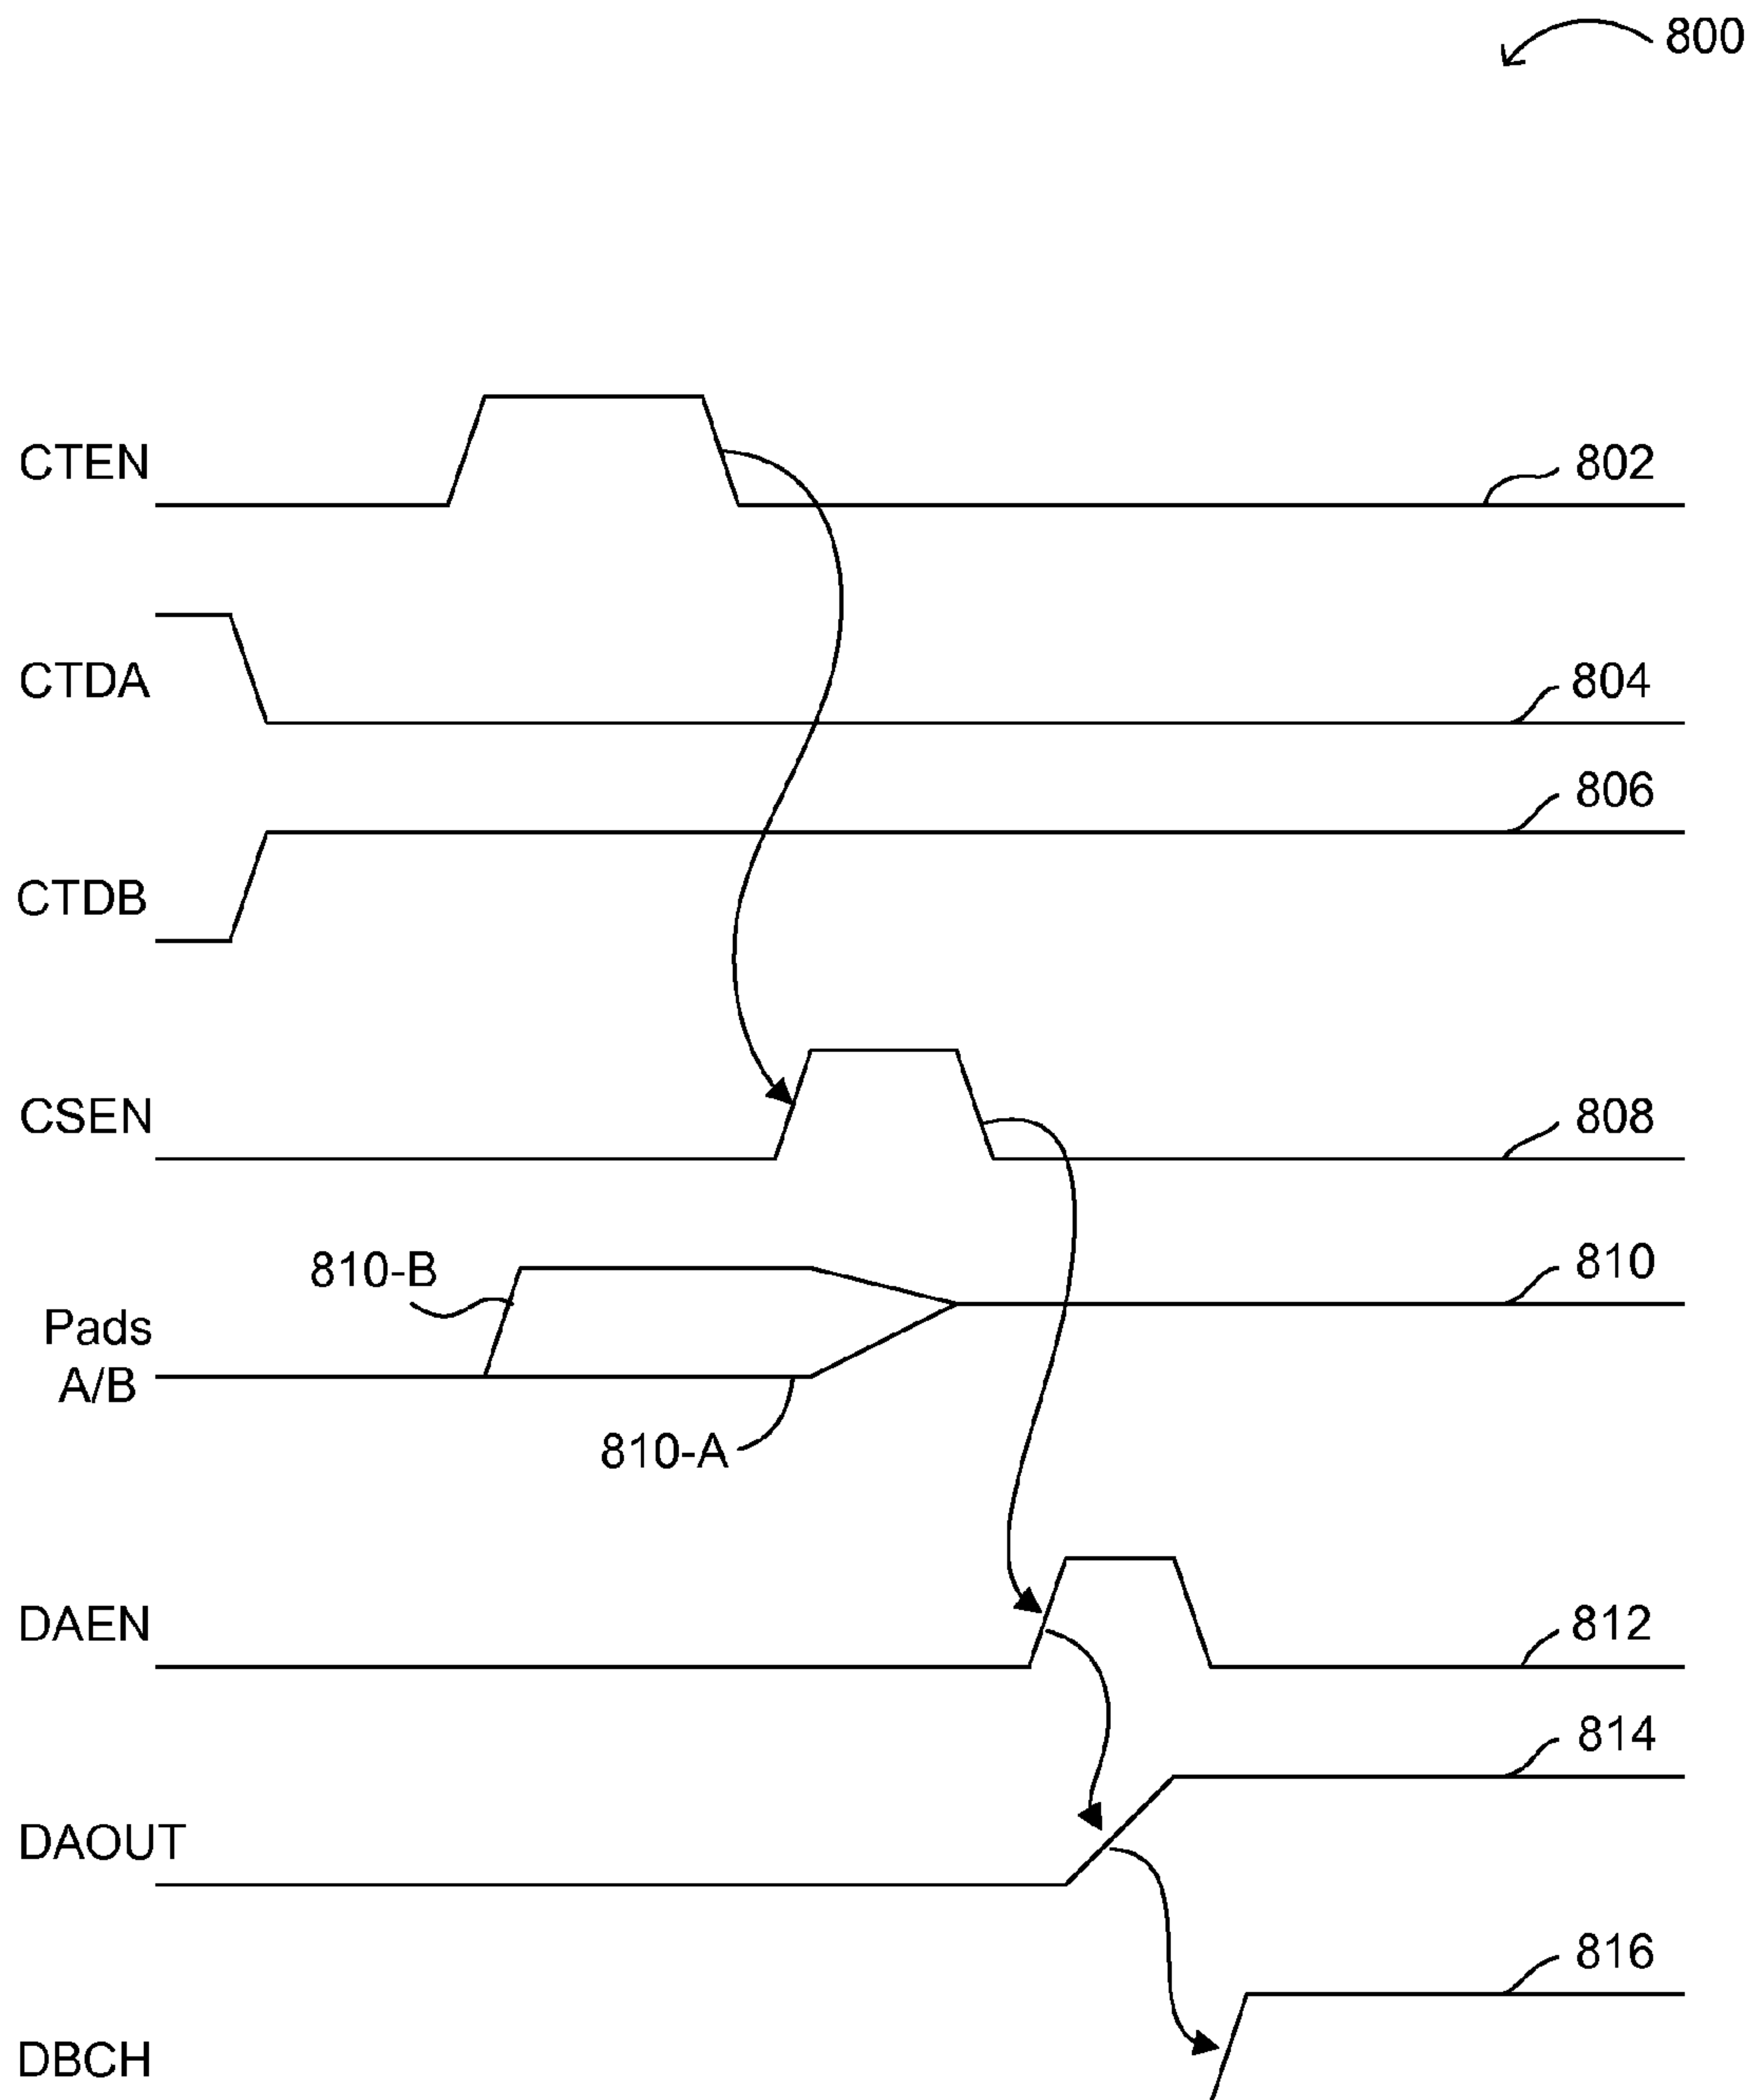 800
CTEN
802
CTDA
804
806
CTDB
CSEN
808
810-B
810
Pads
A/B
810-A
DAEN
812
814
DAOUT
816
DBCH